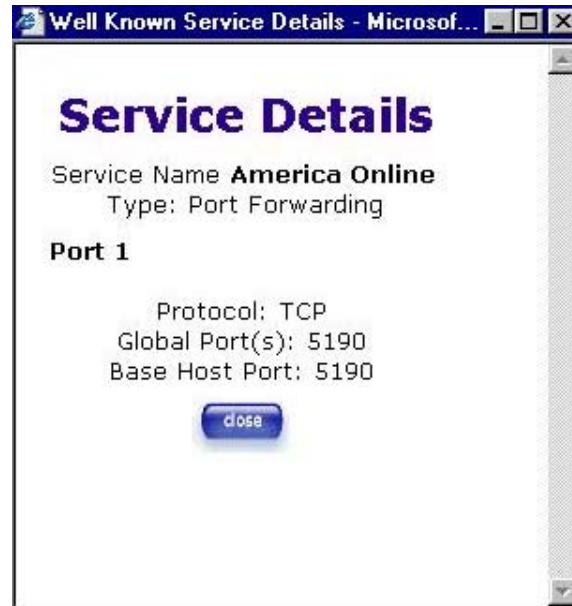 Well Known Service Details - Microsof...
Service Details
Service Name America Online
Type: Port Forwarding
Port 1
Protocol: TCP
Global Port(s): 5190
Base Host Port: 5190
close